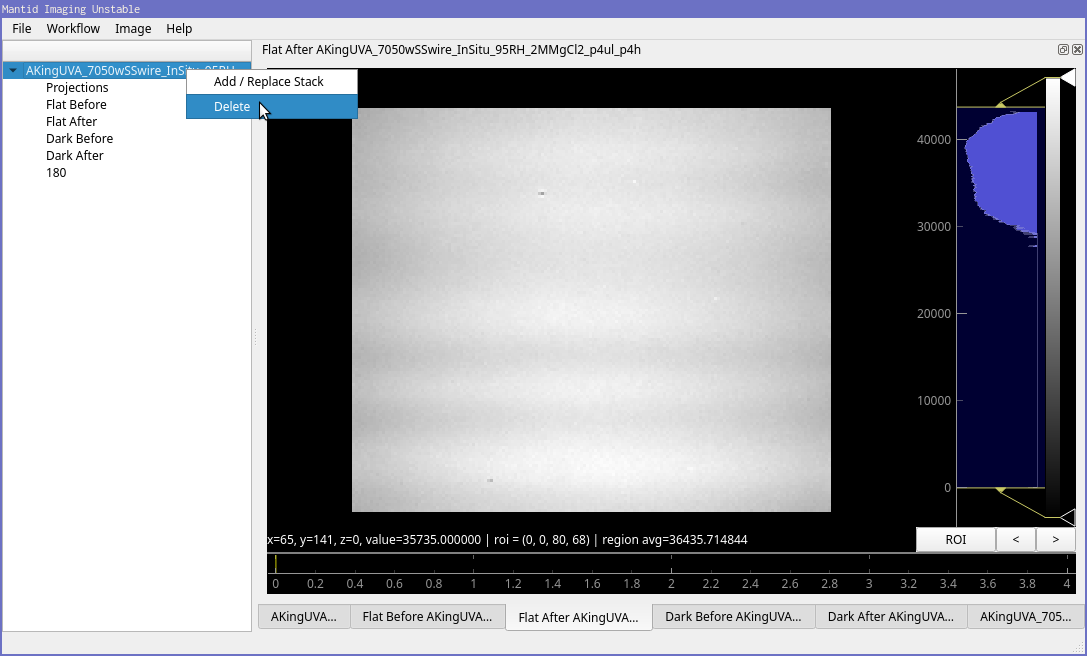 Mantid Imaging Unstable
File Workflow Image Help
Flat After AKingUVA_7050wSSwire_InSitu_95RH_2MMgCl2_p4ul_p4h
AKingUVA_7050wSSwire_InSitu_95RH
Add / Replace Stack
Delete
Projections
Flat Before
Flat After
Dark Before
Dark After
180
40000
30000
20000
10000
0
x=65, y=141, z=0, value=35735.000000 | roi = (0, 0, 80, 68) | region avg=36435.714844
ROI < >
0 0.2 0.4 0.6 0.8 1 1.2 1.4 1.6 1.8 2 2.2 2.4 2.6 2.8 3 3.2 3.4 3.6 3.8 4
AKingUVA... Flat Before AKingUVA... Flat After AKingUVA... Dark Before AKingUVA... Dark After AKingUVA... AKingUVA_705...